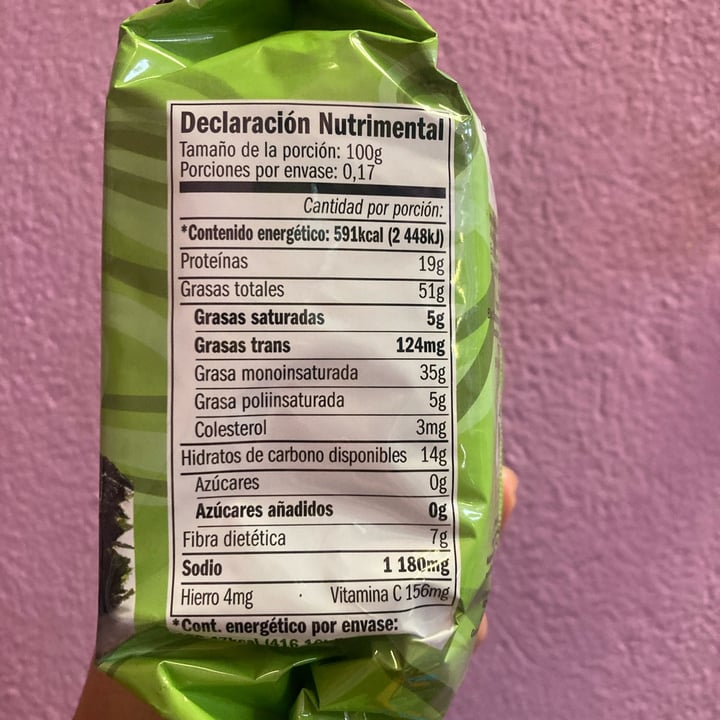 Declaración Nutrimental
Tamaño de la porción: 100g
Porciones por envase: 0,17
Cantidad por porción:
*Contenido energético: 591kcal (2 448kJ)
Proteínas 19g
Grasas totales 51g
Grasas saturadas 5g
Grasas trans 124mg
Grasa monoinsaturada 35g
Grasa poliinsaturada 5g
Colesterol 3mg
Hidratos de carbono disponibles 14g
Azúcares 0g
Azúcares añadidos 0g
Fibra dietética 7g
Sodio 1 180mg
Hierro 4mg · Vitamina C 156mg
*Cont. energético por envase: